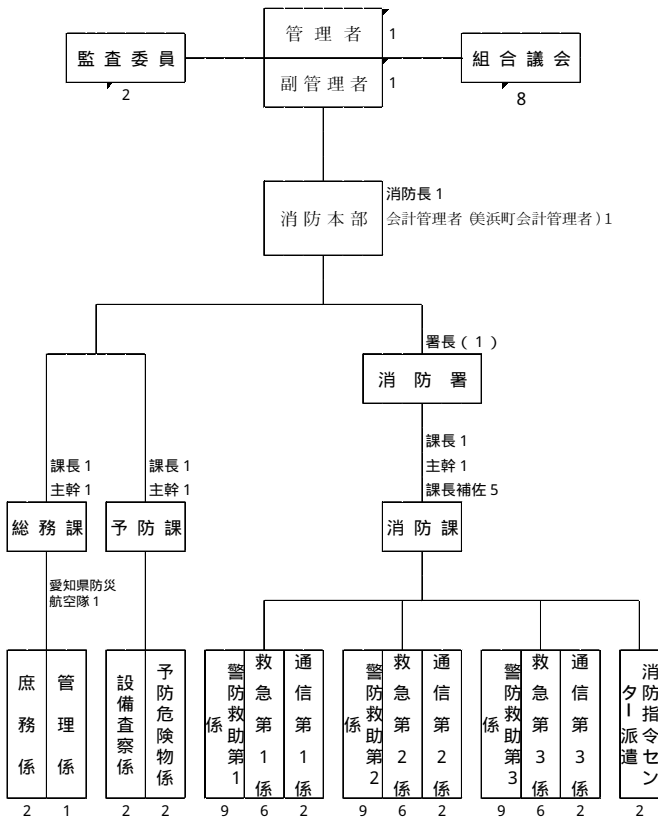 管理者 1
監査委員
2
副管理者 1
組合議会
8
消防本部
消防長 1
会計管理者（美浜町会計管理者）1
署長（１）
消防署
課長 1
主幹 1
課長 1
主幹 1
課長 1
主幹 1
課長補佐 5
総務課
予防課
消防課
愛知県防災
航空隊 1
庶務係
管理係
設備査察係
予防危険物係
警防救助第1係
救急第1係
通信第1係
警防救助第2係
救急第2係
通信第2係
警防救助第3係
救急第3係
通信第3係
消防指令センター派遣
2 1 2 2 9 6 2 9 6 2 9 6 2 2